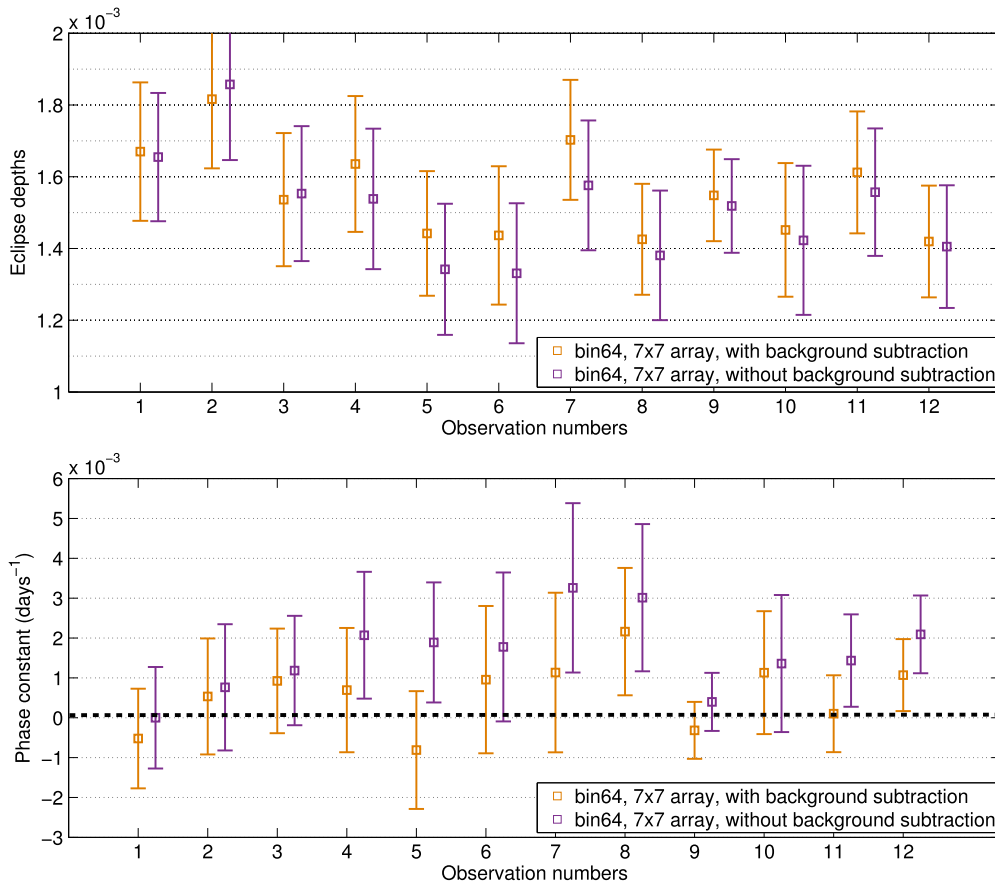 x 10⁻³
2
1.8
1.6
1.4
1.2
1
Eclipse depths
bin64, 7x7 array, with background subtraction
bin64, 7x7 array, without background subtraction
1 2 3 4 5 6 7 8 9 10 11 12
Observation numbers
x 10⁻³
6
5
4
3
2
1
0
−1
−2
−3
Phase constant (days⁻¹)
bin64, 7x7 array, with background subtraction
bin64, 7x7 array, without background subtraction
1 2 3 4 5 6 7 8 9 10 11 12
Observation numbers